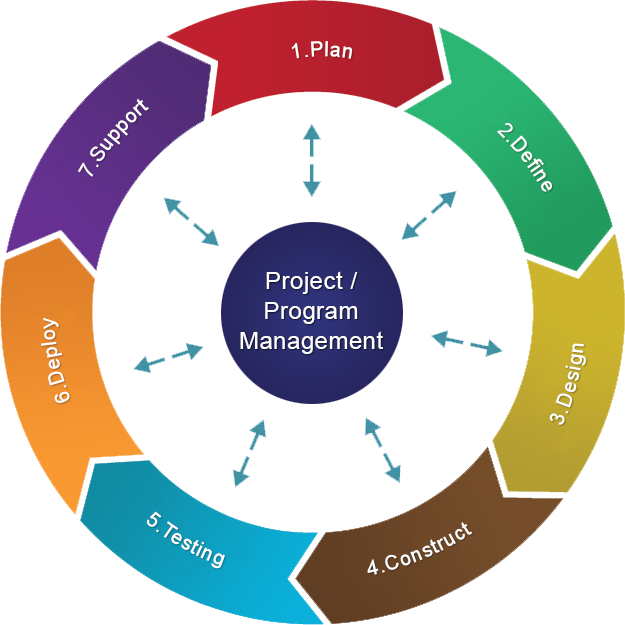 1.Plan
2.Define
3.Design
4.Construct
5.Testing
6.Deploy
7.Support
Project /
Program
Management